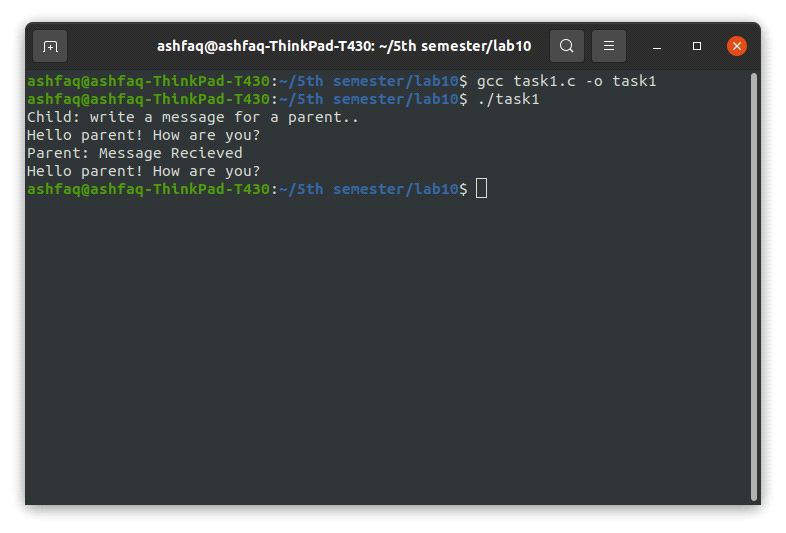 ashfaq@ashfaq-ThinkPad-T430: ~/5th semester/lab10
ashfaq@ashfaq-ThinkPad-T430:~/5th semester/lab10$ gcc task1.c -o task1
ashfaq@ashfaq-ThinkPad-T430:~/5th semester/lab10$ ./task1
Child: write a message for a parent..
Hello parent! How are you?
Parent: Message Recieved
Hello parent! How are you?
ashfaq@ashfaq-ThinkPad-T430:~/5th semester/lab10$